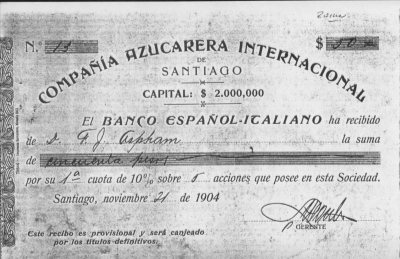 N.º 13 $ 50
COMPAÑÍA AZUCARERA INTERNACIONAL
DE
SANTIAGO
CAPITAL: $ 2.000,000
El BANCO ESPAÑOL-ITALIANO ha recibido
de D. F. J. Aspham la suma
de cincuenta pesos
por su 1ª cuota de 10% sobre 5 acciones que posee en esta Sociedad.
Santiago, noviembre 21 de 1904
GERENTE
Este recibo es provisional y será canjeado
por los títulos definitivos.